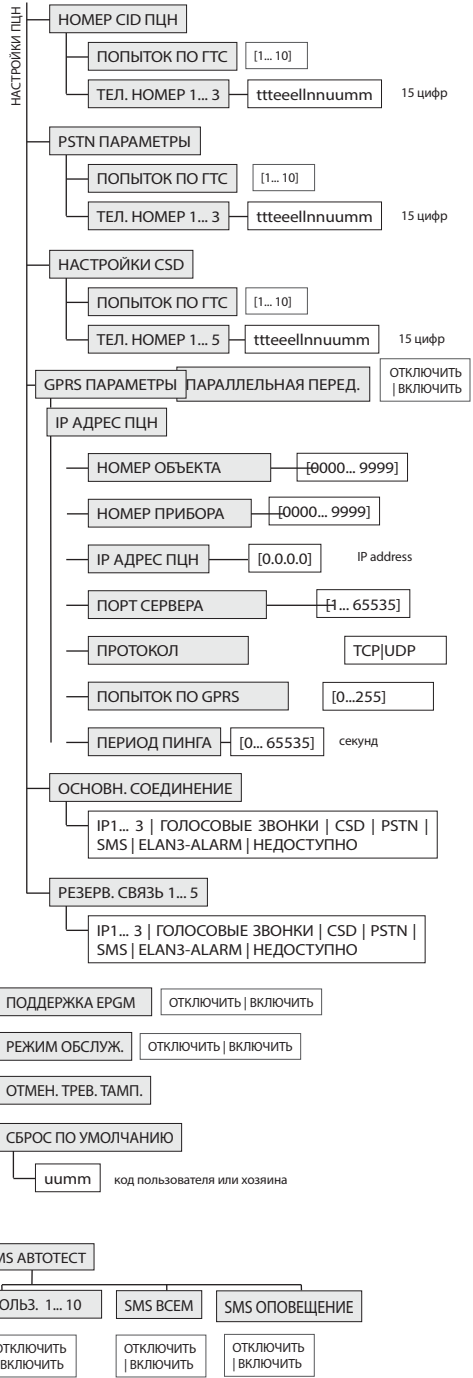 НАСТРОЙКИ ПЦН
НОМЕР CID ПЦН
ПОПЫТОК ПО ГТС [1... 10]
ТЕЛ. НОМЕР 1... 3 ttteeellnnuumm 15 цифр
PSTN ПАРАМЕТРЫ
ПОПЫТОК ПО ГТС [1... 10]
ТЕЛ. НОМЕР 1... 3 ttteeellnnuumm 15 цифр
НАСТРОЙКИ CSD
ПОПЫТОК ПО ГТС [1... 10]
ТЕЛ. НОМЕР 1... 5 ttteeellnnuumm 15 цифр
GPRS ПАРАМЕТРЫ ПАРАЛЛЕЛЬНАЯ ПЕРЕД. ОТКЛЮЧИТЬ
| ВКЛЮЧИТЬ
IP АДРЕС ПЦН
НОМЕР ОБЪЕКТА [0000... 9999]
НОМЕР ПРИБОРА [0000... 9999]
IP АДРЕС ПЦН [0.0.0.0] IP address
ПОРТ СЕРВЕРА [1... 65535]
ПРОТОКОЛ TCP|UDP
ПОПЫТОК ПО GPRS [0...255]
ПЕРИОД ПИНГА [0... 65535] секунд
ОСНОВН. СОЕДИНЕНИЕ
IP1... 3 | ГОЛОСОВЫЕ ЗВОНКИ | CSD | PSTN |
SMS | ELAN3-ALARM | НЕДОСТУПНО
РЕЗЕРВ. СВЯЗЬ 1... 5
IP1... 3 | ГОЛОСОВЫЕ ЗВОНКИ | CSD | PSTN |
SMS | ELAN3-ALARM | НЕДОСТУПНО
ПОДДЕРЖКА EPGM ОТКЛЮЧИТЬ | ВКЛЮЧИТЬ
РЕЖИМ ОБСЛУЖ. ОТКЛЮЧИТЬ | ВКЛЮЧИТЬ
ОТМЕН. ТРЕВ. ТАМП.
СБРОС ПО УМОЛЧАНИЮ
uumm код пользователя или хозяина
MS АВТОТЕСТ
ОЛЬЗ. 1... 10 SMS ВСЕМ SMS ОПОВЕЩЕНИЕ
ОТКЛЮЧИТЬ ОТКЛЮЧИТЬ ОТКЛЮЧИТЬ
ВКЛЮЧИТЬ | ВКЛЮЧИТЬ | ВКЛЮЧИТЬ